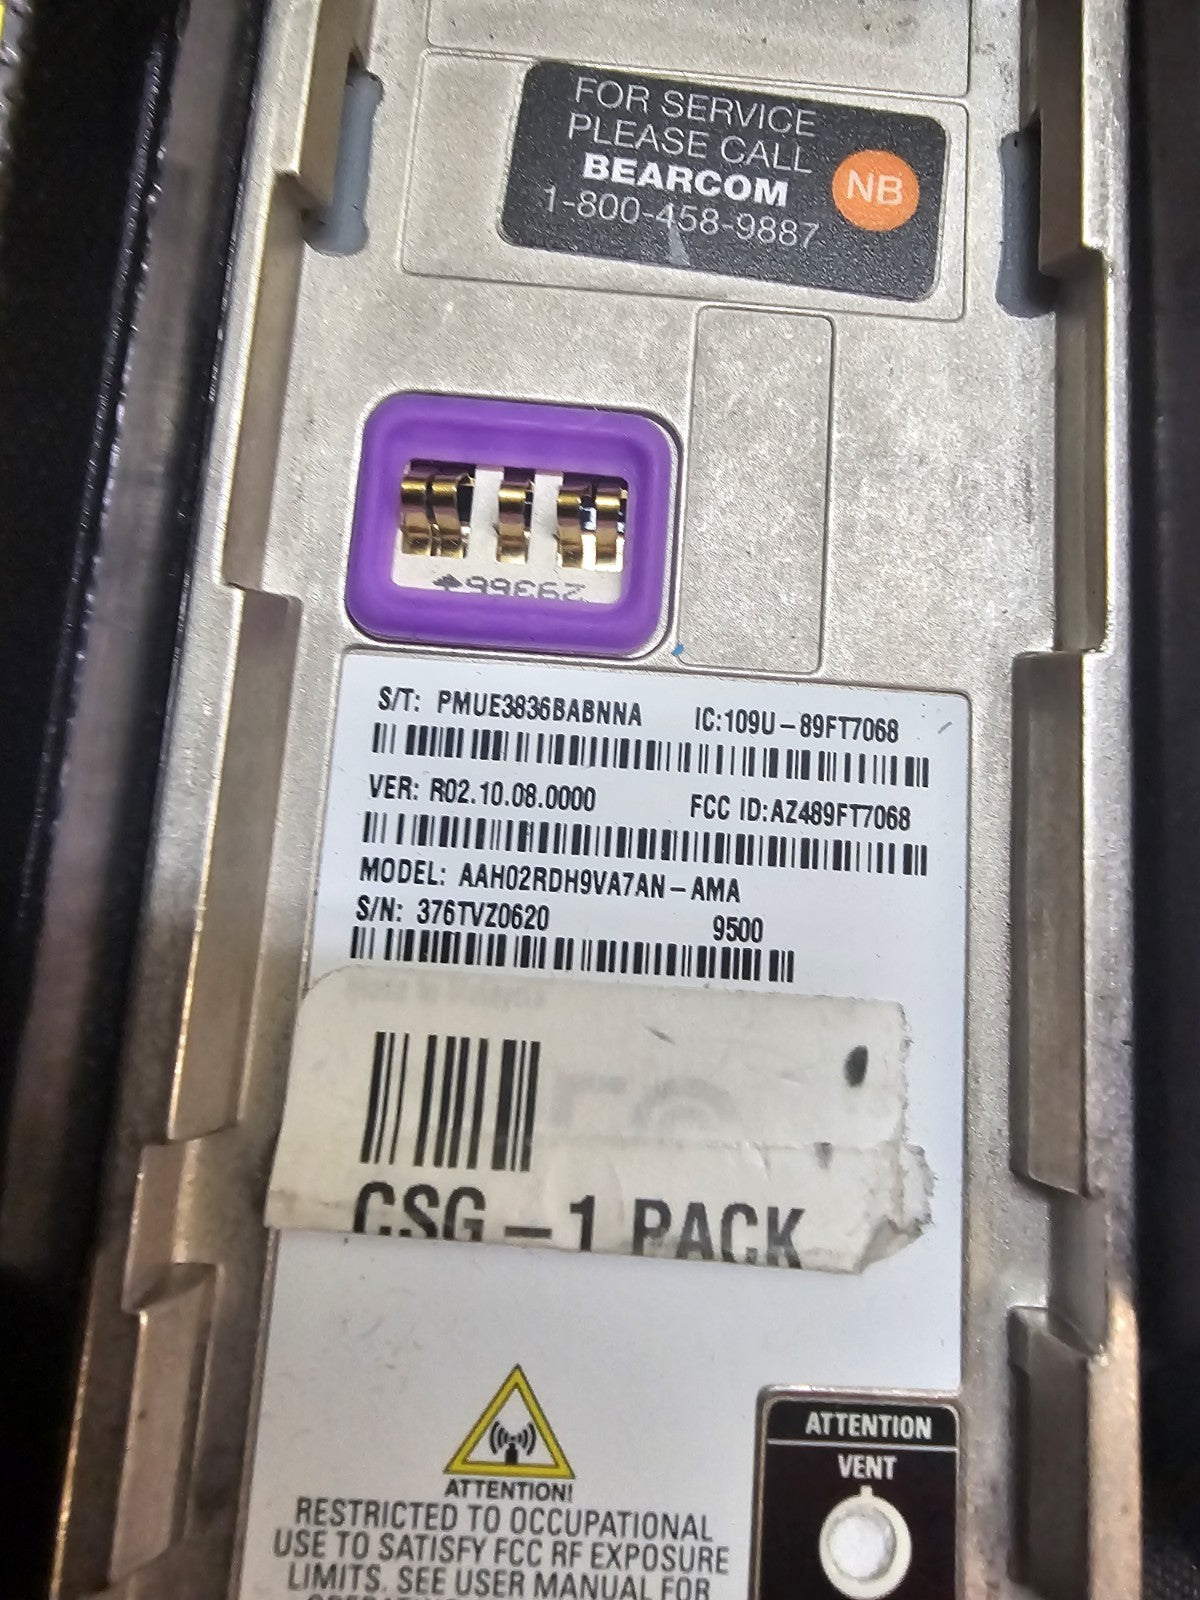 FOR SERVICE
PLEASE CALL
BEARCOM
1-800-458-9887
NB
99E62
S/T: PMUE3836BABNNA IC:109U-89FT7068
VER: R02.10.08.0000 FCC ID:AZ489FT7068
MODEL: AAH02RDH9VA7AN-AMA
S/N: 376TVZ0620 9500
CSG - 1 PACK
ATTENTION!
RESTRICTED TO OCCUPATIONAL
USE TO SATISFY FCC RF EXPOSURE
LIMITS. SEE USER MANUAL FOR
ATTENTION
VENT